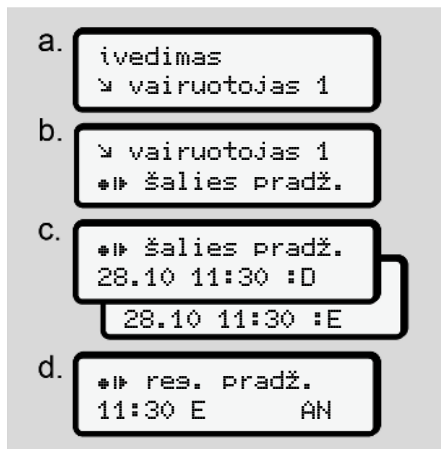 a.
ivedimas
vairuotojas 1
b.
vairuotojas 1
šalies pradž.
c.
šalies pradž.
28.10 11:30 :D
28.10 11:30 :E
d.
reg. pradž.
11:30 E AN